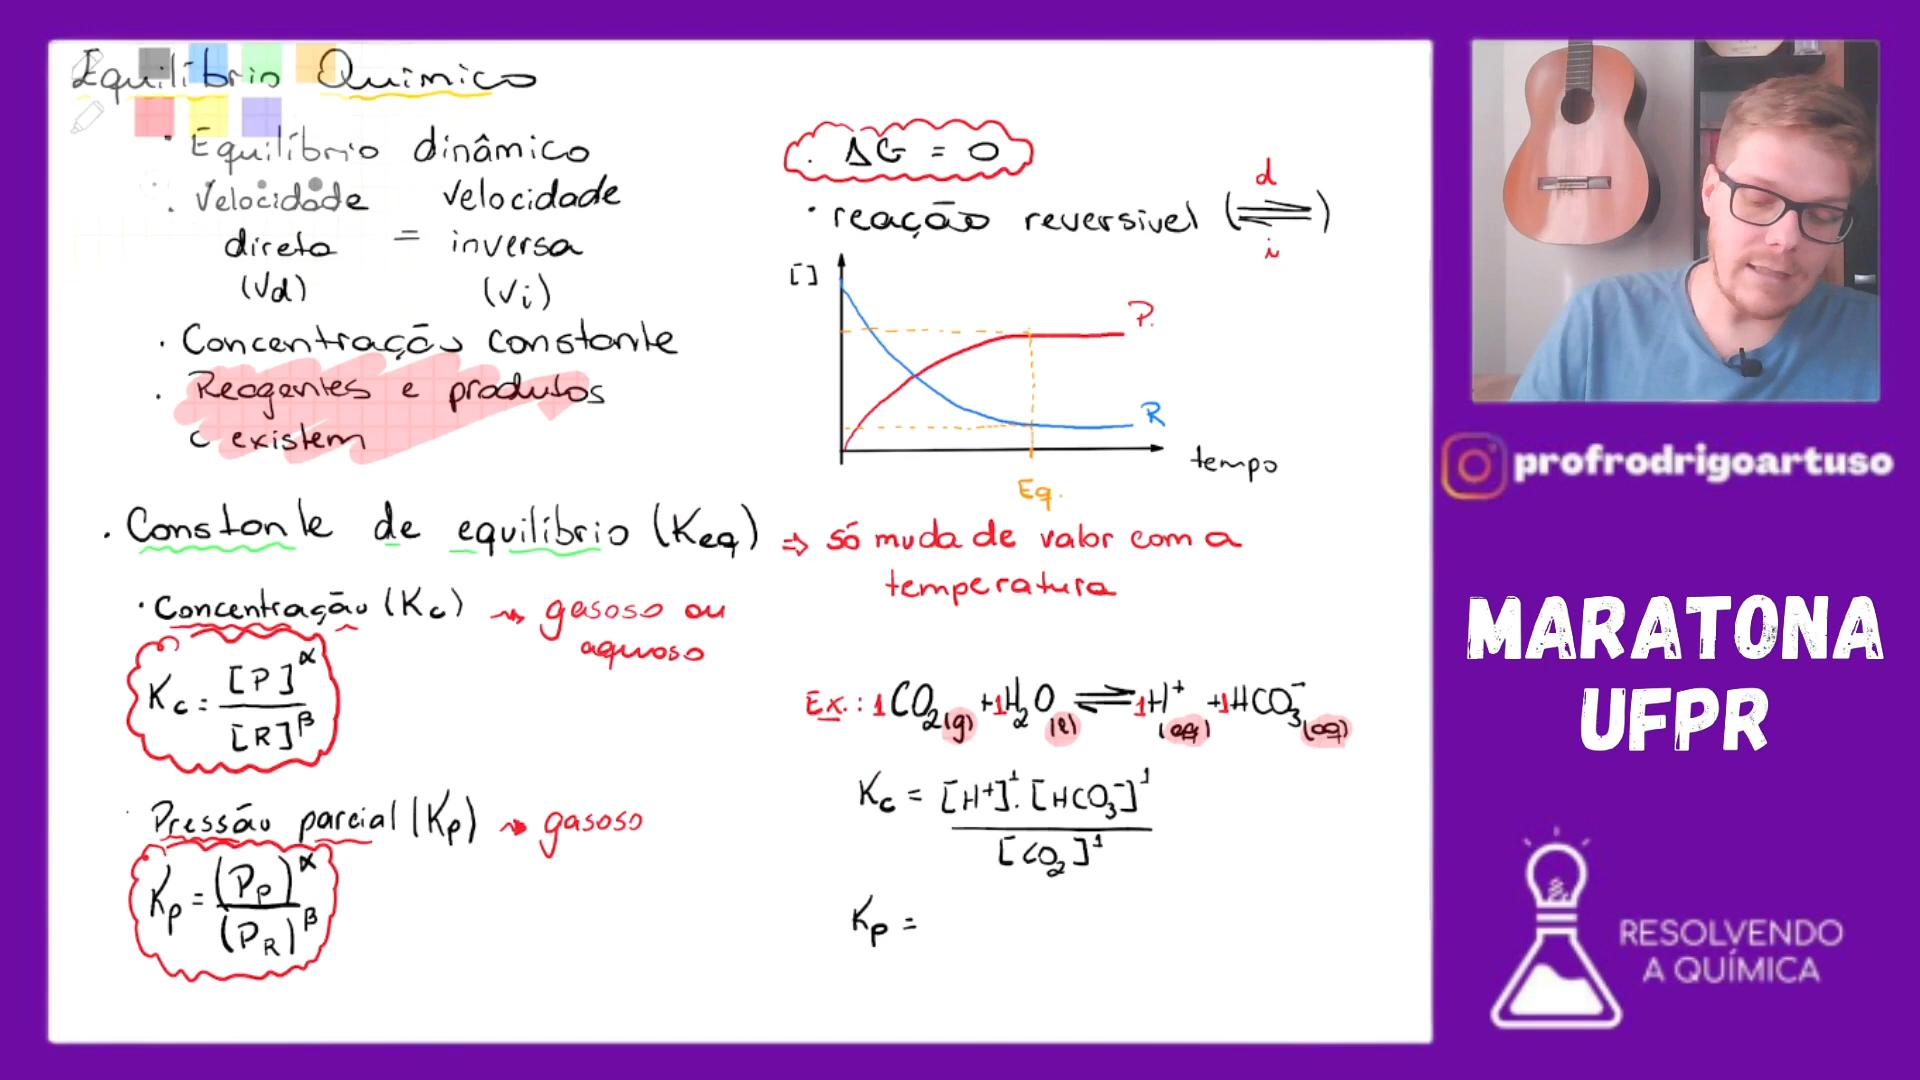 Equilíbrio Químico
· Equilíbrio dinâmico
· Velocidade direta (Vd) = velocidade inversa (Vi)
· Concentração constante
· Reagentes e produtos
cexistem
· ΔG = 0
· reação reversivel (⇌)
d
i
[ ]
P.
R
tempo
Eq.
· Constante de equilíbrio (Keq) ⇒ só muda de valor com a
temperatura
· Concentração (Kc) → gasoso ou
aquoso
Kc = [P]^α / [R]^β
· Pressão parcial (Kp) → gasoso
Kp = (Pp)^α / (PR)^β
Ex.: 1CO₂(g) + 1H₂O(l) ⇌ 1H⁺(aq) + 1HCO₃⁻(aq)
Kc = [H⁺]¹ . [HCO₃⁻]¹ / [CO₂]¹
Kp =
profrodrigoartuso
MARATONA
UFPR
RESOLVENDO
A QUÍMICA